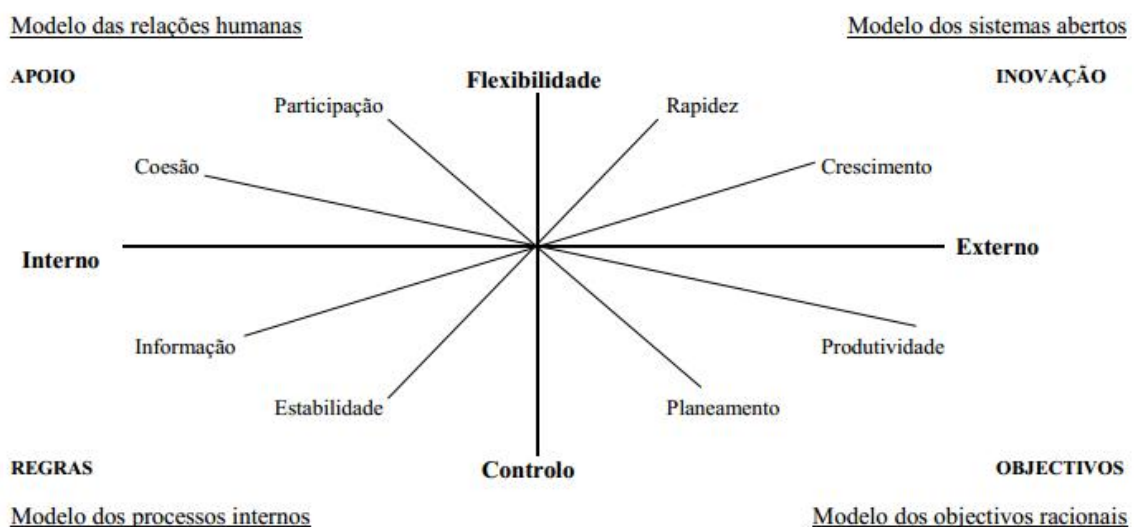 Modelo das relações humanas
Modelo dos sistemas abertos
APOIO
Flexibilidade
INOVAÇÃO
Participação
Rapidez
Coesão
Crescimento
Interno
Externo
Informação
Produtividade
Estabilidade
Planeamento
REGRAS
Controlo
OBJECTIVOS
Modelo dos processos internos
Modelo dos objectivos racionais